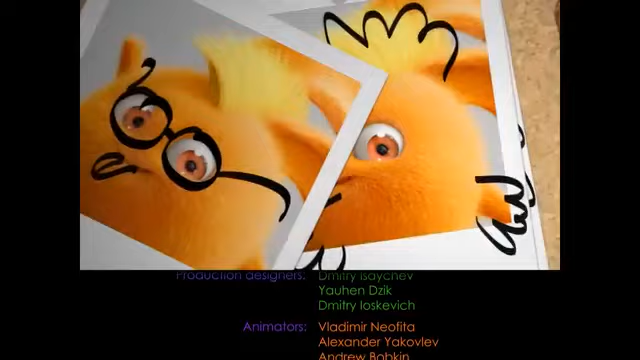 Production designers: Dmitry Isaychev
Yauhen Dzik
Dmitry Ioskevich
Animators: Vladimir Neofita
Alexander Yakovlev
Andrew Bobkin